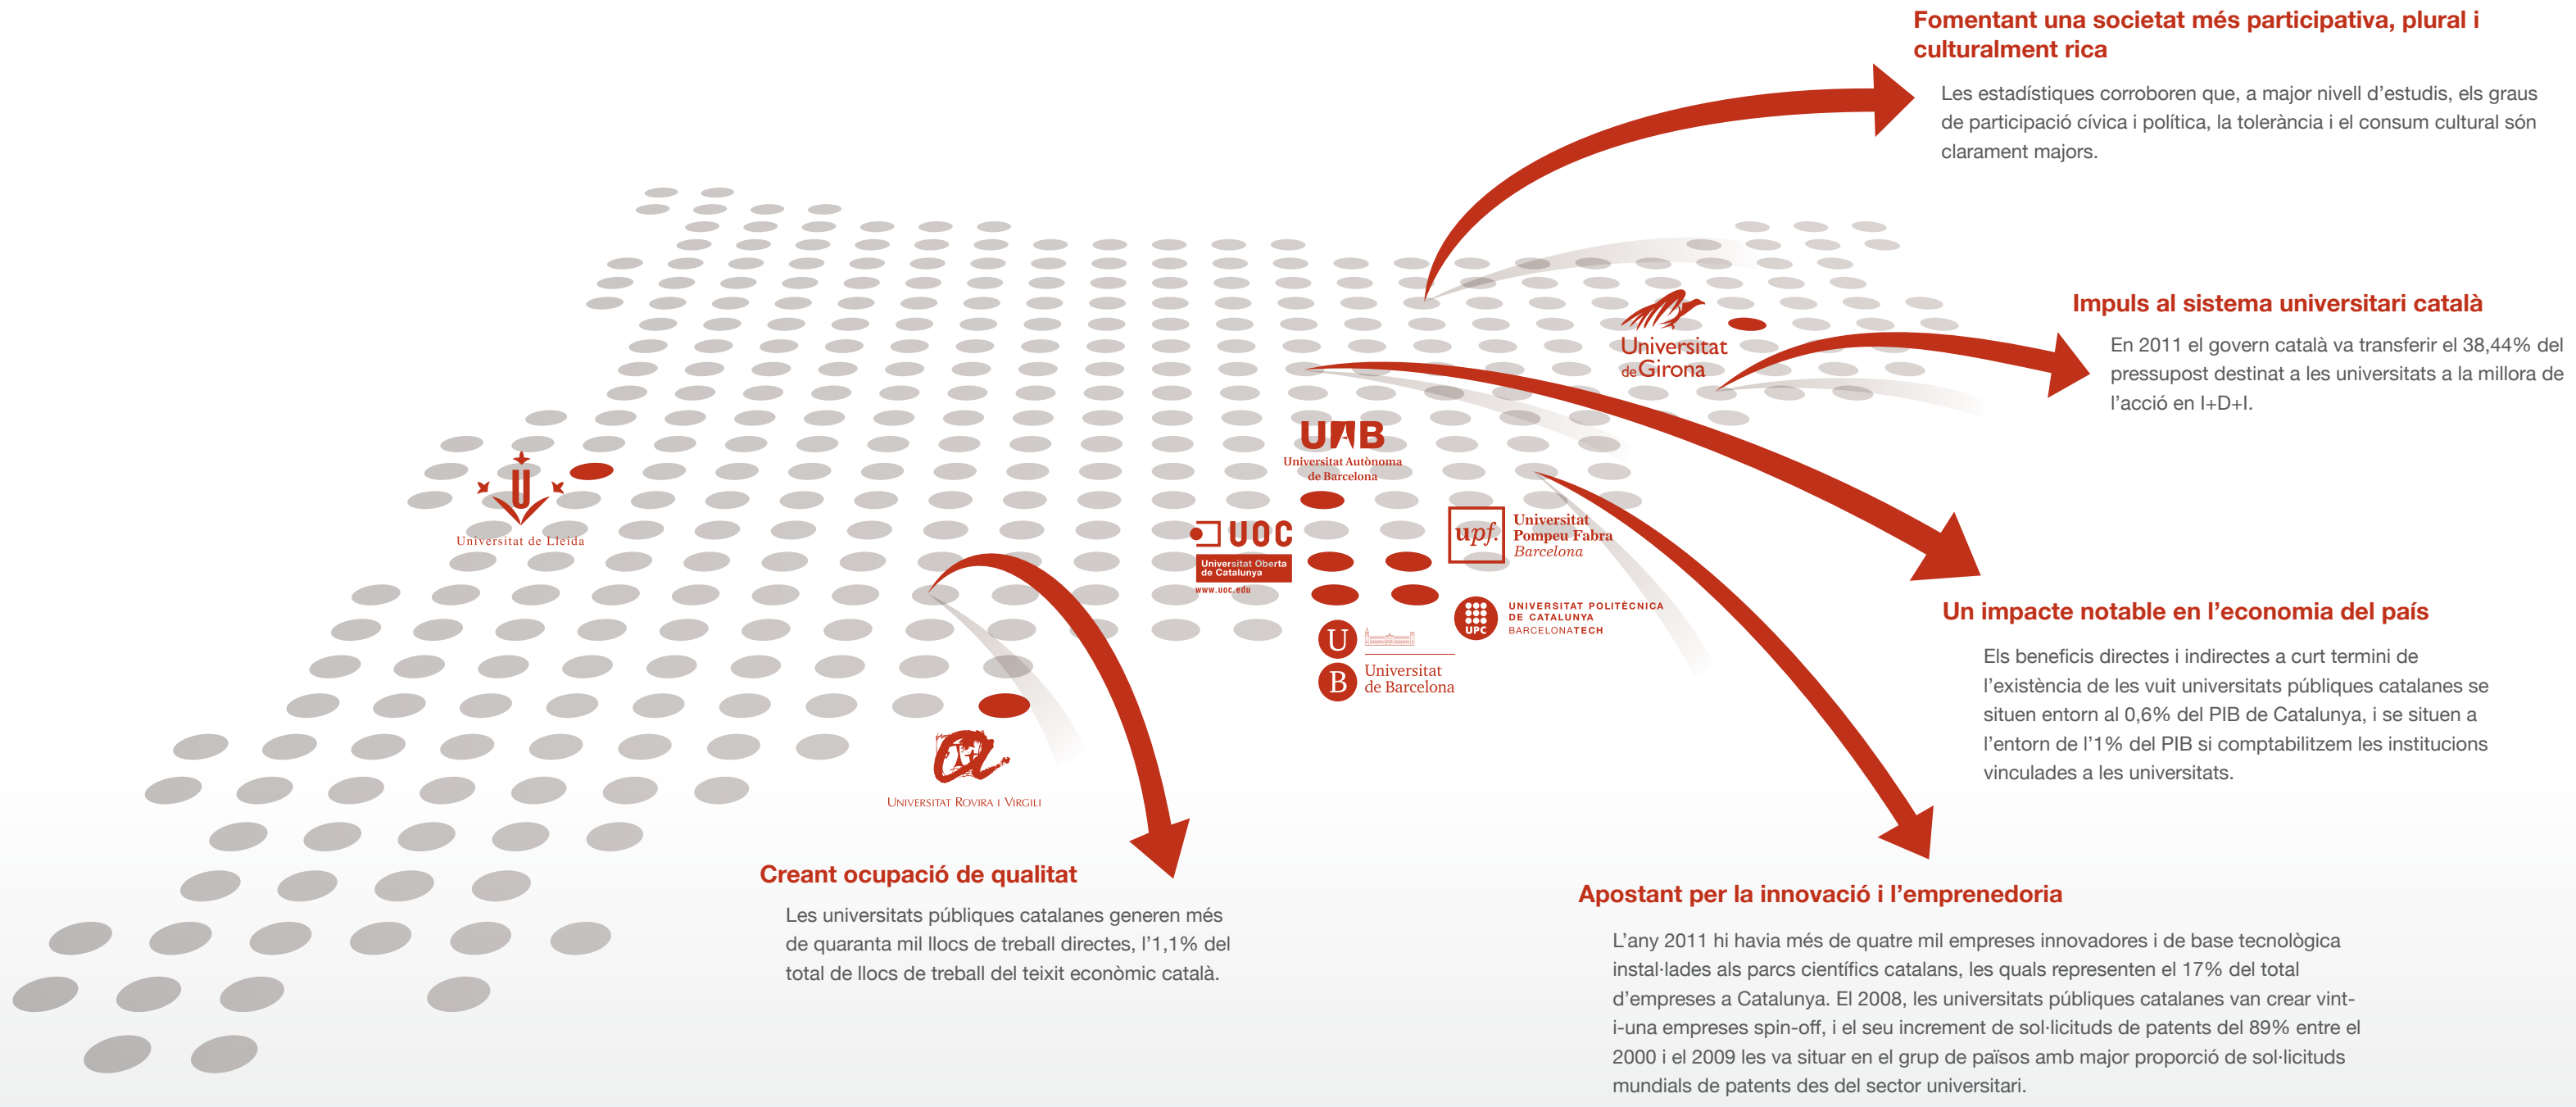 Fomentant una societat més participativa, plural i
culturalment rica
Les estadístiques corroboren que, a major nivell d’estudis, els graus
de participació cívica i política, la tolerància i el consum cultural són
clarament majors.
Impuls al sistema universitari català
En 2011 el govern català va transferir el 38,44% del
pressupost destinat a les universitats a la millora de
l’acció en I+D+I.
Universitat
de Girona
UAB
Universitat Autònoma
de Barcelona
U
Universitat de Lleida
UOC
Universitat Oberta
de Catalunya
www.uoc.edu
upf.
Universitat
Pompeu Fabra
Barcelona
UPC
UNIVERSITAT POLITÈCNICA
DE CATALUNYA
BARCELONATECH
U
B
Universitat
de Barcelona
UNIVERSITAT ROVIRA I VIRGILI
Un impacte notable en l’economia del país
Els beneficis directes i indirectes a curt termini de
l’existència de les vuit universitats públiques catalanes se
situen entorn al 0,6% del PIB de Catalunya, i se situen a
l’entorn de l’1% del PIB si comptabilitzem les institucions
vinculades a les universitats.
Creant ocupació de qualitat
Les universitats públiques catalanes generen més
de quaranta mil llocs de treball directes, l’1,1% del
total de llocs de treball del teixit econòmic català.
Apostant per la innovació i l’emprenedoria
L’any 2011 hi havia més de quatre mil empreses innovadores i de base tecnològica
instal·lades als parcs científics catalans, les quals representen el 17% del total
d’empreses a Catalunya. El 2008, les universitats públiques catalanes van crear vint-
i-una empreses spin-off, i el seu increment de sol·licituds de patents del 89% entre el
2000 i el 2009 les va situar en el grup de països amb major proporció de sol·licituds
mundials de patents des del sector universitari.